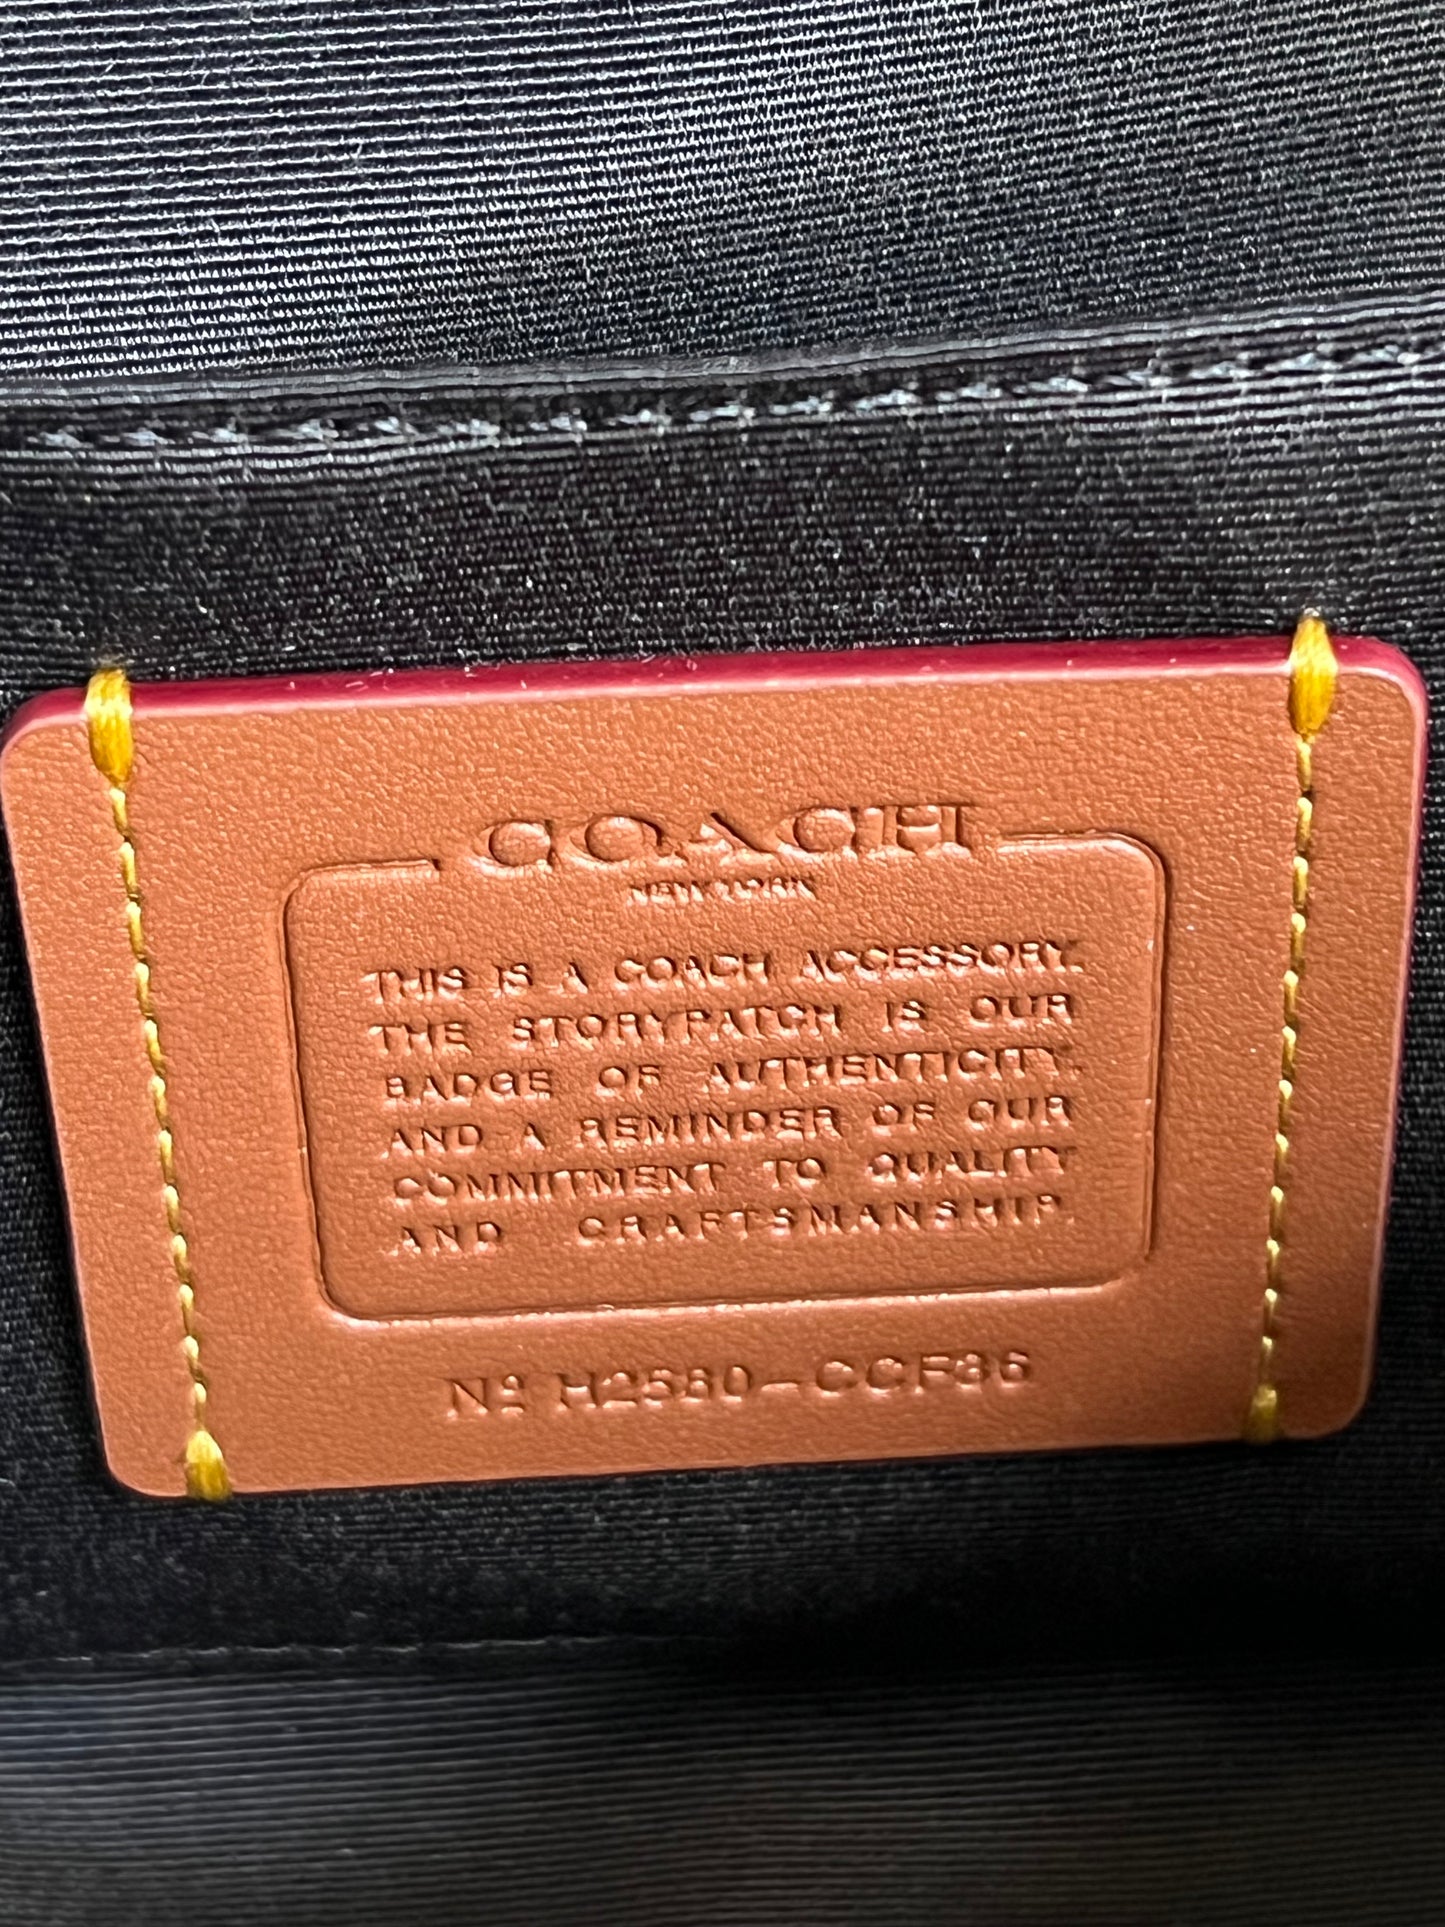 COACH
NEW YORK
THIS IS A COACH ACCESSORY.
THE STORYPATCH IS OUR
BADGE OF AUTHENTICITY,
AND A REMINDER OF OUR
COMMITMENT TO QUALITY
AND CRAFTSMANSHIP.
Nº H2580-CCF36